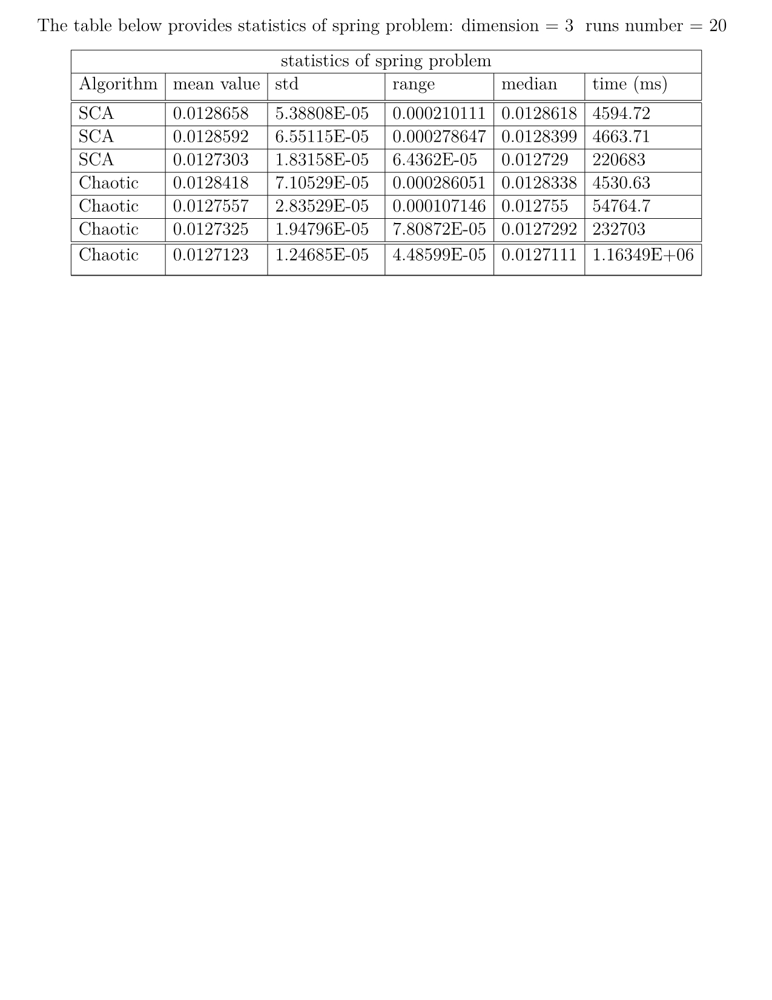 The table below provides statistics of spring problem: dimension = 3 runs number = 20
statistics of spring problem
Algorithm mean value std range median time (ms)
SCA 0.0128658 5.38808E-05 0.000210111 0.0128618 4594.72
SCA 0.0128592 6.55115E-05 0.000278647 0.0128399 4663.71
SCA 0.0127303 1.83158E-05 6.4362E-05 0.012729 220683
Chaotic 0.0128418 7.10529E-05 0.000286051 0.0128338 4530.63
Chaotic 0.0127557 2.83529E-05 0.000107146 0.012755 54764.7
Chaotic 0.0127325 1.94796E-05 7.80872E-05 0.0127292 232703
Chaotic 0.0127123 1.24685E-05 4.48599E-05 0.0127111 1.16349E+06